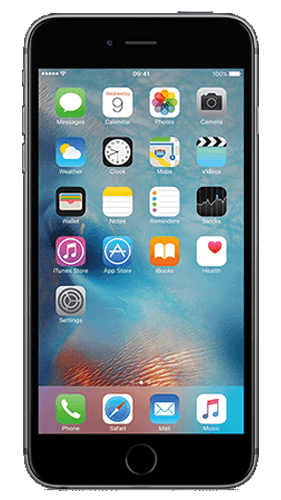 09:41 100%
Wednesday
9
Messages Calendar Photos Camera
Weather Clock Maps Videos
Wallet Notes Reminders Stocks
iTunes Store App Store iBooks Health
Settings
Phone Safari Mail Music